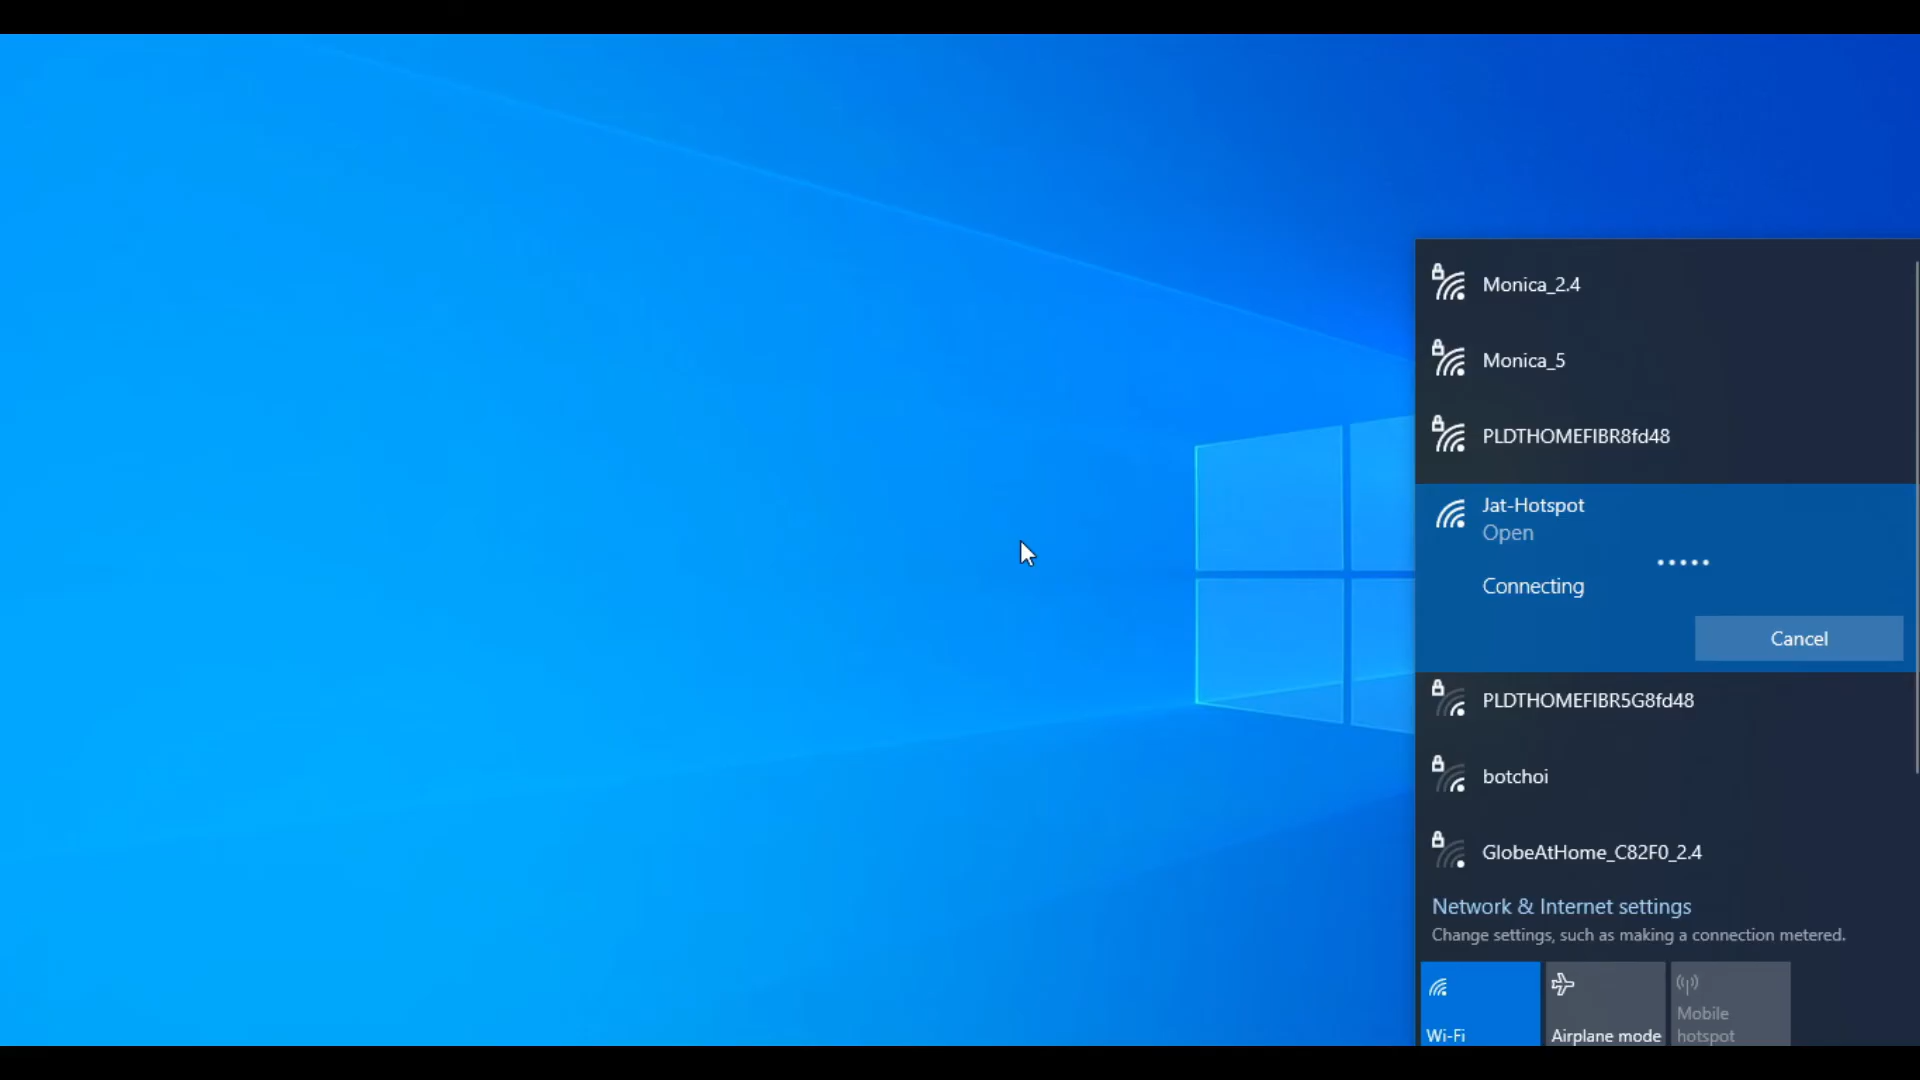 Monica_2.4
Monica_5
PLDTHOMEFIBR8fd48
Jat-Hotspot
Open
Connecting
Cancel
PLDTHOMEFIBR5G8fd48
botchoi
GlobeAtHome_C82F0_2.4
Network & Internet settings
Change settings, such as making a connection metered.
Wi-Fi
Airplane mode
Mobile
hotspot